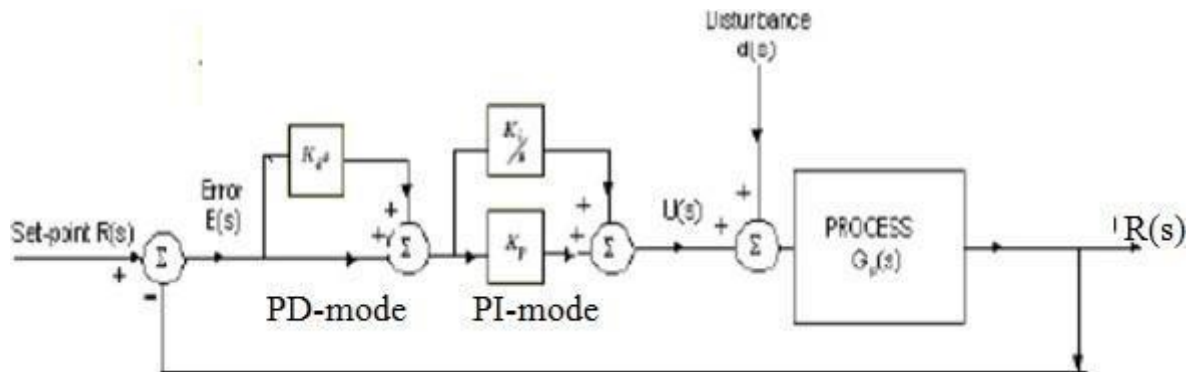 Disturbance
d(s)
K_i/s
K_d s
Error
E(s)
U(s)
PROCESS
G_p(s)
Set-point R(s)
Σ
Σ
K_p
Σ
Σ
R(s)
+
-
+
+
+
+
+
+
PD-mode
PI-mode